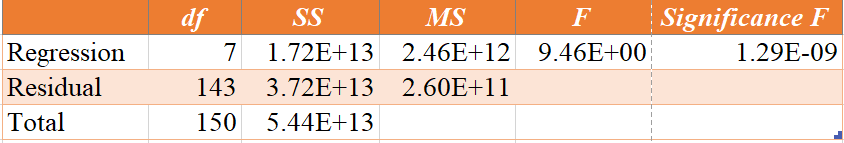 df SS MS F Significance F
Regression 7 1.72E+13 2.46E+12 9.46E+00 1.29E-09
Residual 143 3.72E+13 2.60E+11
Total 150 5.44E+13